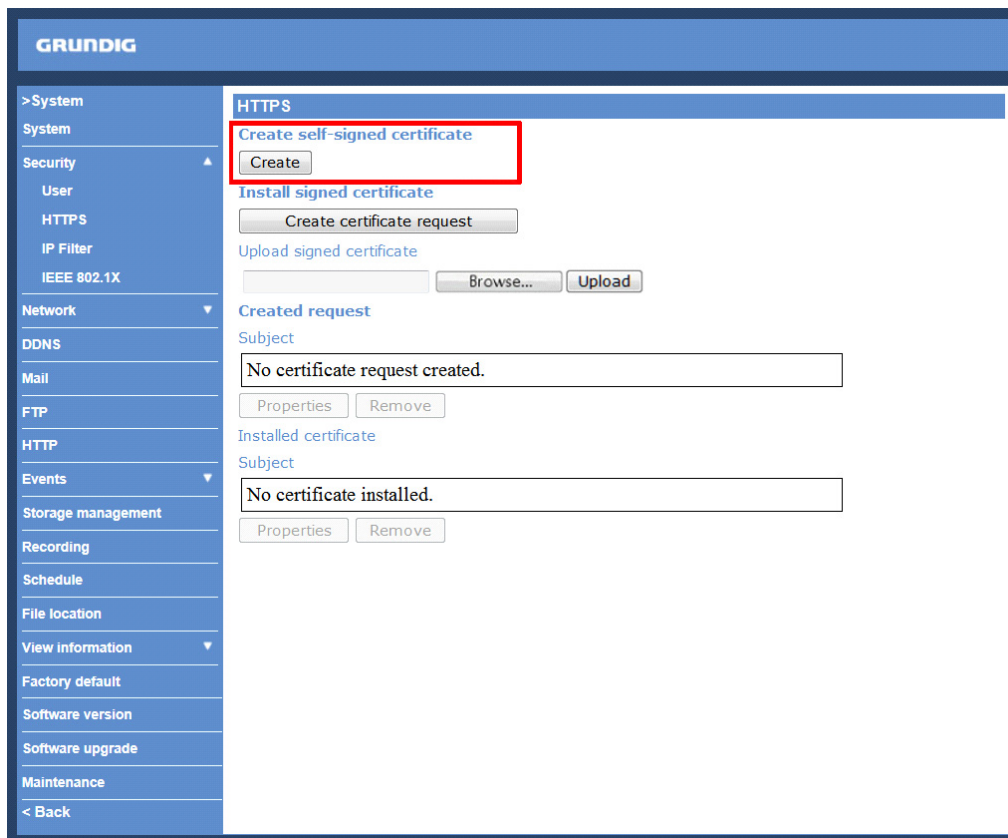 GRUNDIG
>System
System
Security
User
HTTPS
IP Filter
IEEE 802.1X
Network
DDNS
Mail
FTP
HTTP
Events
Storage management
Recording
Schedule
File location
View information
Factory default
Software version
Software upgrade
Maintenance
< Back
HTTPS
Create self-signed certificate
Create
Install signed certificate
Create certificate request
Upload signed certificate
Browse... Upload
Created request
Subject
No certificate request created.
Properties Remove
Installed certificate
Subject
No certificate installed.
Properties Remove